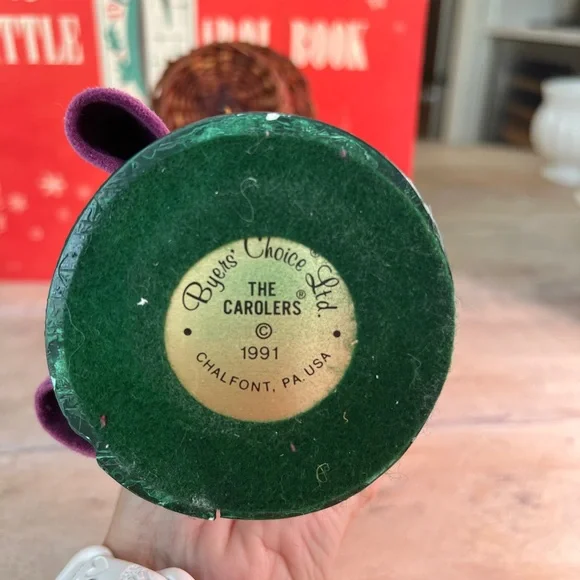 TTLE
BOOK
Byers' Choice Ltd.®
THE
CAROLERS®
©
1991
• CHALFONT, PA. USA •